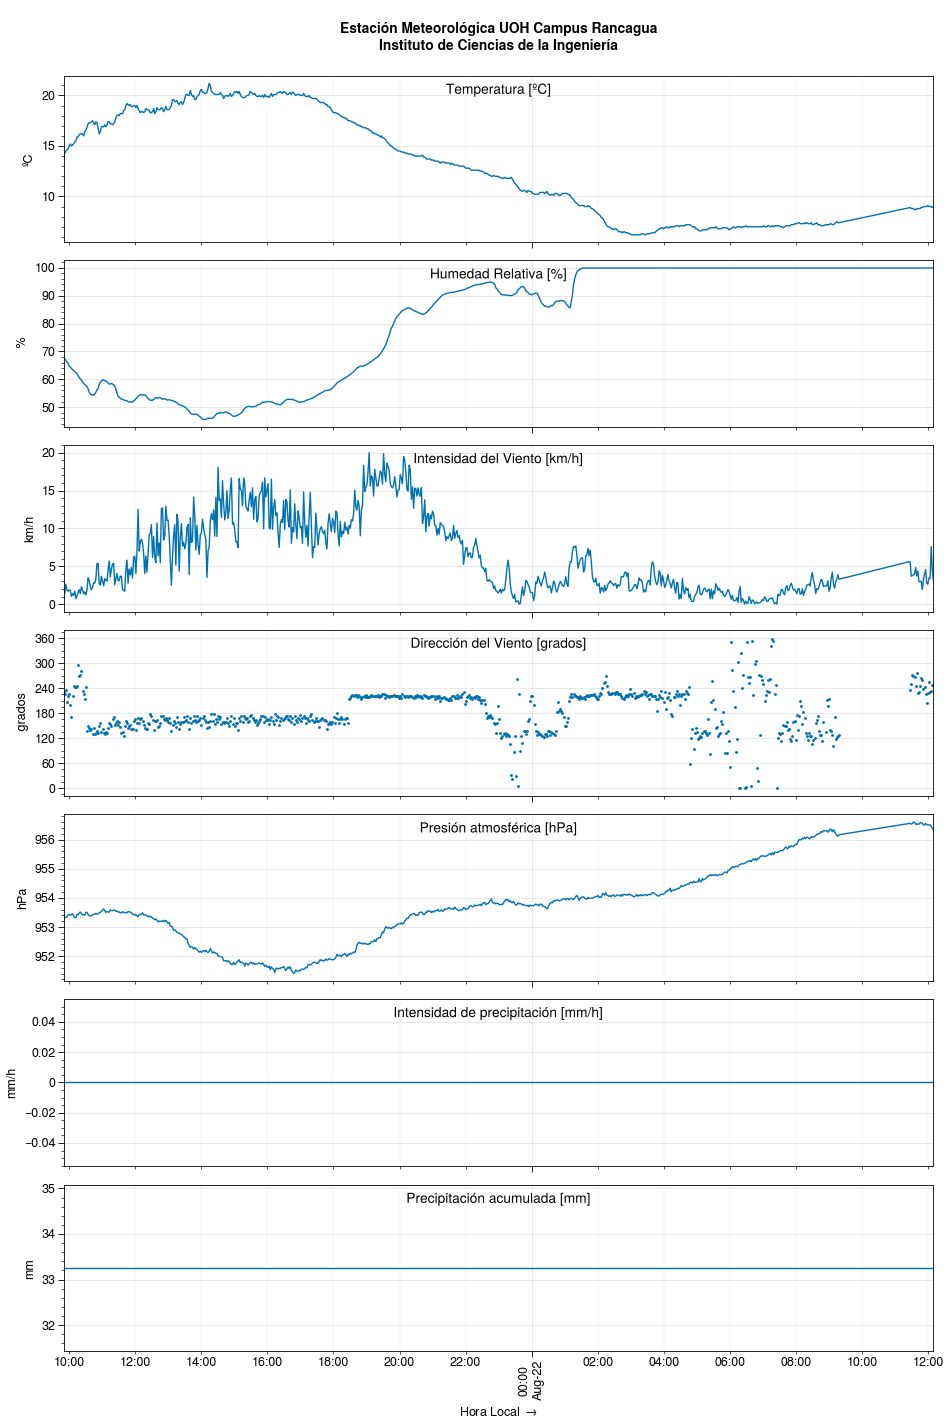 Estación Meteorológica UOH Campus Rancagua
Instituto de Ciencias de la Ingeniería
Temperatura [ºC]
20
15
10
ºC
Humedad Relativa [%]
100
90
80
70
60
50
%
Intensidad del Viento [km/h]
20
15
10
5
0
km/h
Dirección del Viento [grados]
360
300
240
180
120
60
0
grados
Presión atmosférica [hPa]
956
955
954
953
952
hPa
Intensidad de precipitación [mm/h]
0.04
0.02
0
−0.02
−0.04
mm/h
Precipitación acumulada [mm]
35
34
33
32
mm
10:00 12:00 14:00 16:00 18:00 20:00 22:00 00:00 02:00 04:00 06:00 08:00 10:00 12:00
Aug-22
Hora Local →